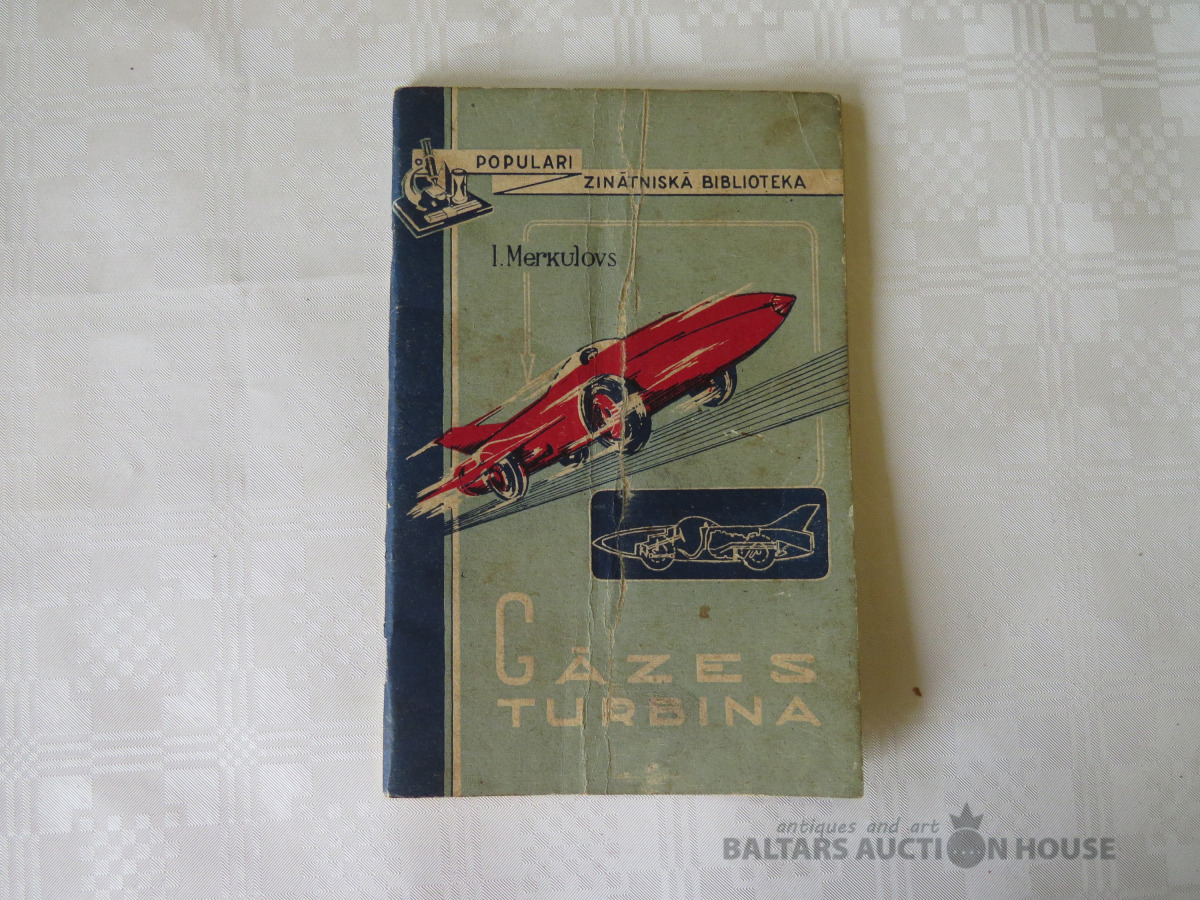 POPULARI
ZINĀTNISKĀ BIBLIOTEKA
I. Merkulovs
GĀZES
TURBINA
antiques and art
BALTARS AUCTION HOUSE